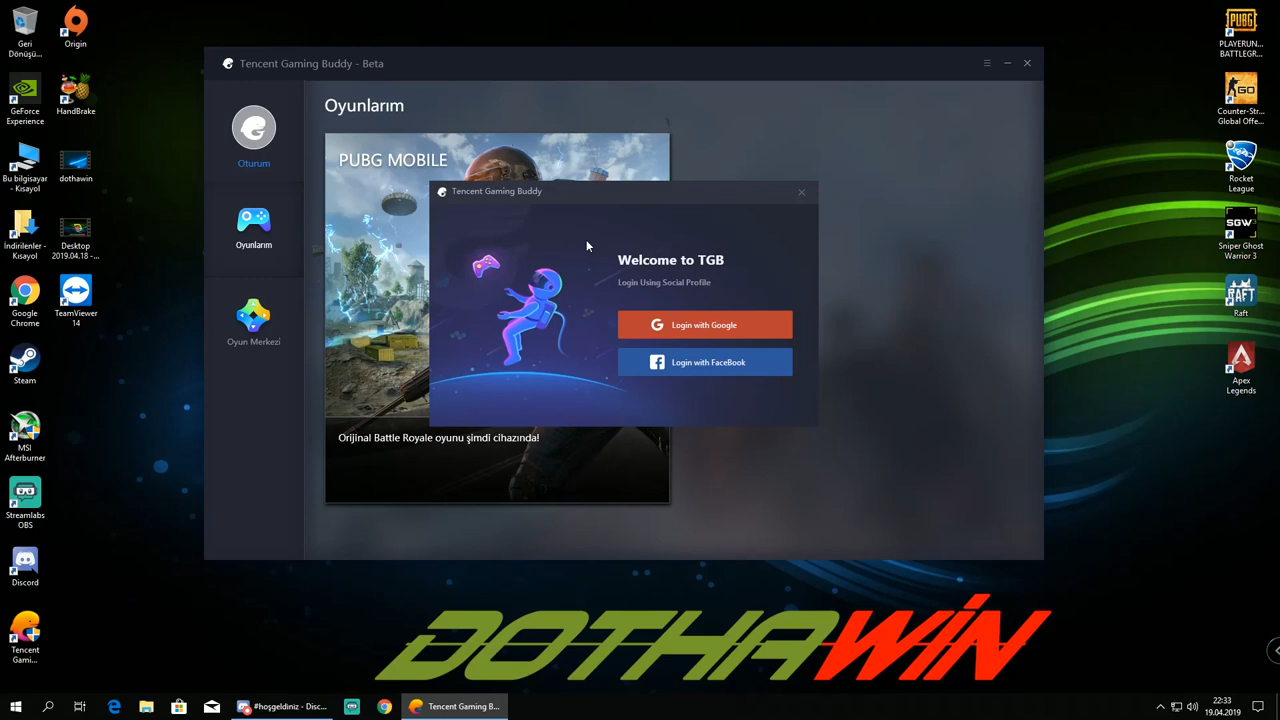 Geri
Dönüşü...
Origin
GeForce
Experience
HandBrake
Bu bilgisayar
- Kısayol
dothawin
İndirilenler -
Kısayol
Desktop
2019.04.18 -...
Google
Chrome
TeamViewer
14
Steam
MSI
Afterburner
Streamlabs
OBS
Discord
Tencent
Gami...
Tencent Gaming Buddy - Beta
Oturum
Oyunlarım
Oyun Merkezi
Oyunlarım
PUBG MOBILE
Orijinal Battle Royale oyunu şimdi cihazında!
Tencent Gaming Buddy
Welcome to TGB
Login Using Social Profile
Login with Google
Login with FaceBook
DOTHAWİN
PUBG
PLAYERUN...
BATTLEGR...
GO
Counter-Str...
Global Offe...
Rocket
League
SGW3
Sniper Ghost
Warrior 3
RAFT
Raft
Apex
Legends
#hoşgeldiniz - Disc...
Tencent Gaming B...
22:33
19.04.2019